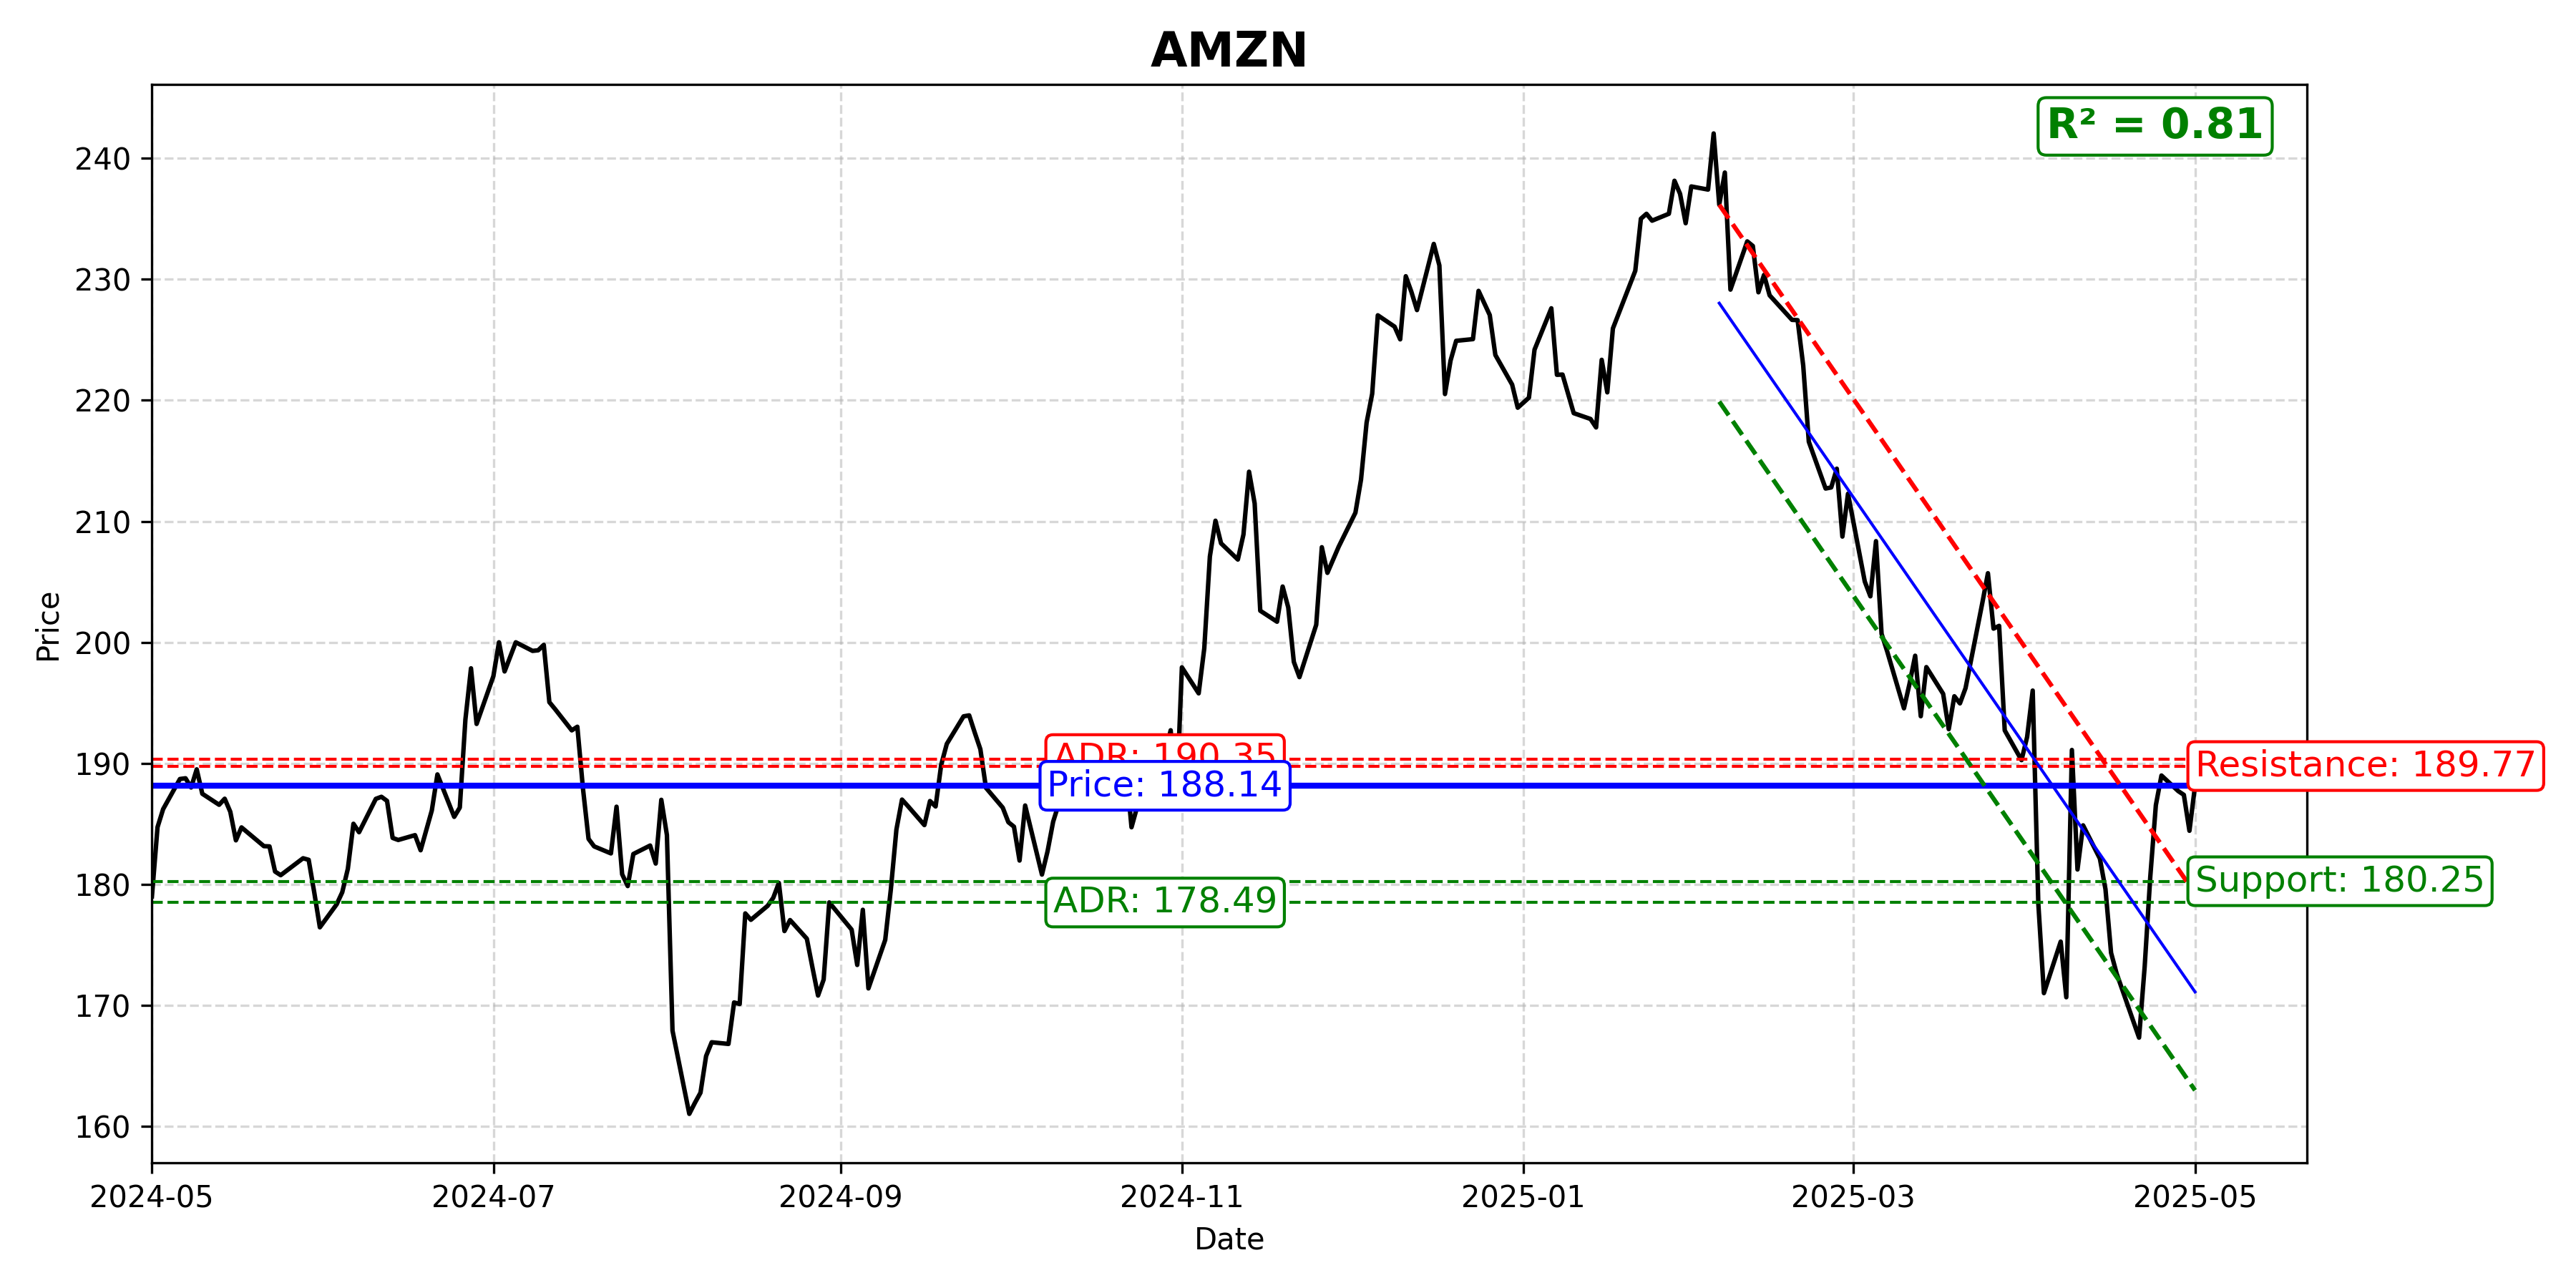 AMZN
R² = 0.81
240
230
220
210
200
190
180
170
160
Price
ADR: 190.35
Price: 188.14
ADR: 178.49
Resistance: 189.77
Support: 180.25
2024-05
2024-07
2024-09
2024-11
2025-01
2025-03
2025-05
Date